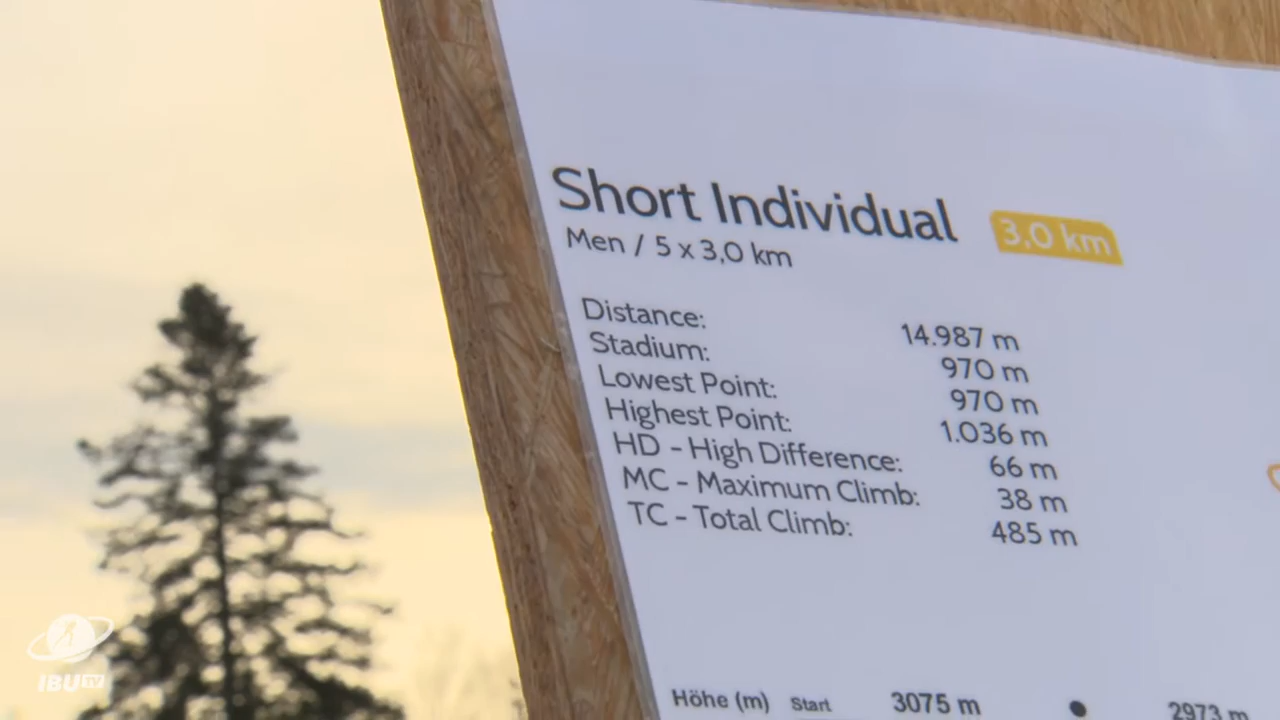 Short Individual 3,0 km
Men / 5 x 3,0 km
Distance: 14.987 m
Stadium: 970 m
Lowest Point: 970 m
Highest Point: 1.036 m
HD - High Difference: 66 m
MC - Maximum Climb: 38 m
TC - Total Climb: 485 m
Höhe (m) Start 3075 m 2973 m
IBU TV